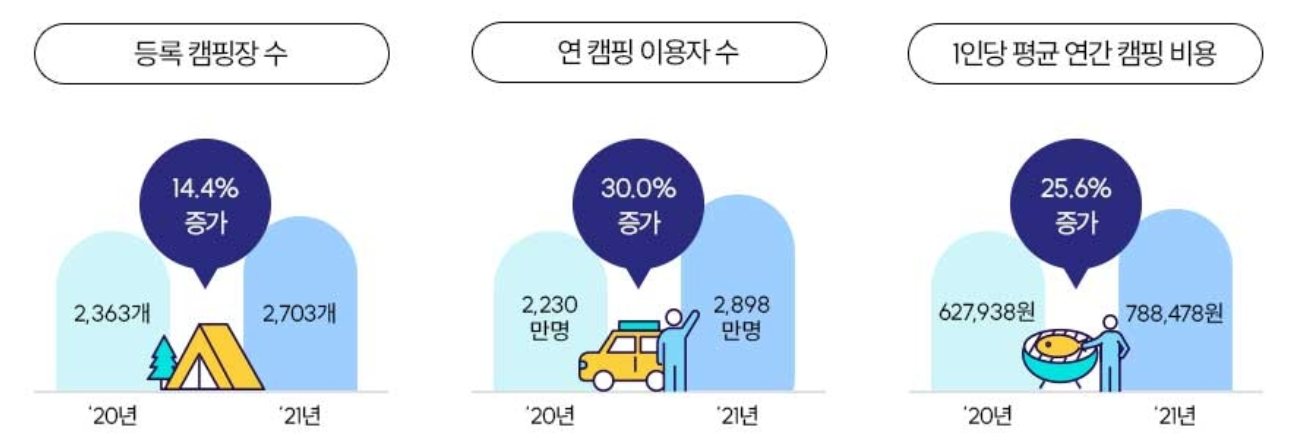 등록 캠핑장 수
14.4%
증가
2,363개
2,703개
'20년
'21년
연 캠핑 이용자 수
30.0%
증가
2,230
만명
2,898
만명
'20년
'21년
1인당 평균 연간 캠핑 비용
25.6%
증가
627,938원
788,478원
'20년
'21년